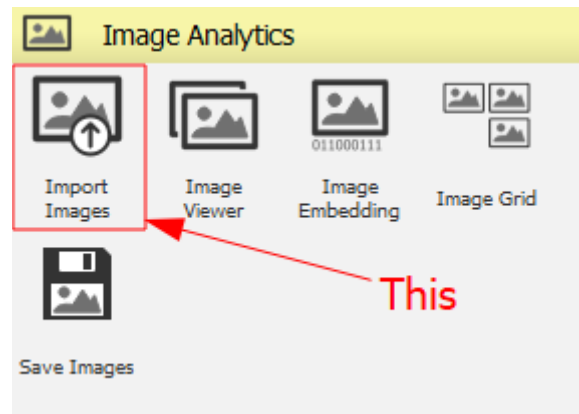 Image Analytics
Import Images
Image Viewer
011000111
Image Embedding
Image Grid
This
Save Images